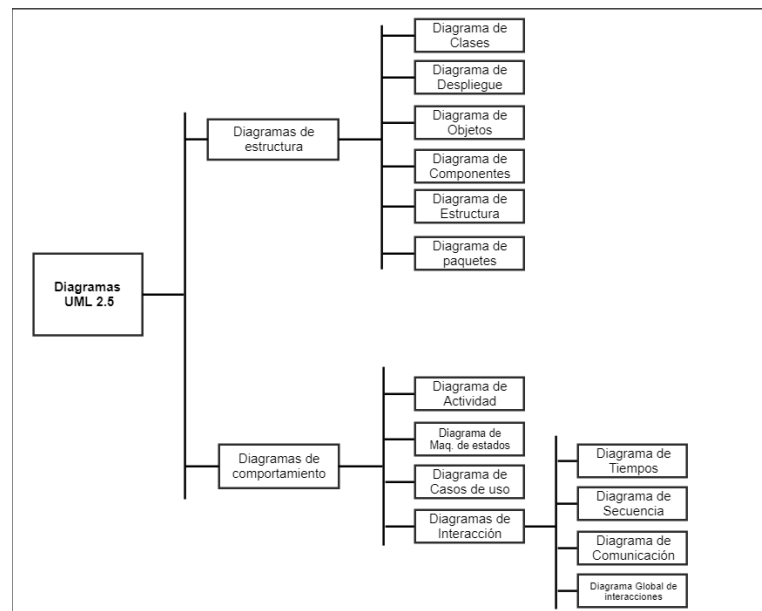 Diagramas
UML 2.5
Diagramas de
estructura
Diagrama de
Clases
Diagrama de
Despliegue
Diagrama de
Objetos
Diagrama de
Componentes
Diagrama de
Estructura
Diagrama de
paquetes
Diagramas de
comportamiento
Diagrama de
Actividad
Diagrama de
Maq. de estados
Diagrama de
Casos de uso
Diagramas de
Interacción
Diagrama de
Tiempos
Diagrama de
Secuencia
Diagrama de
Comunicación
Diagrama Global de
interacciones